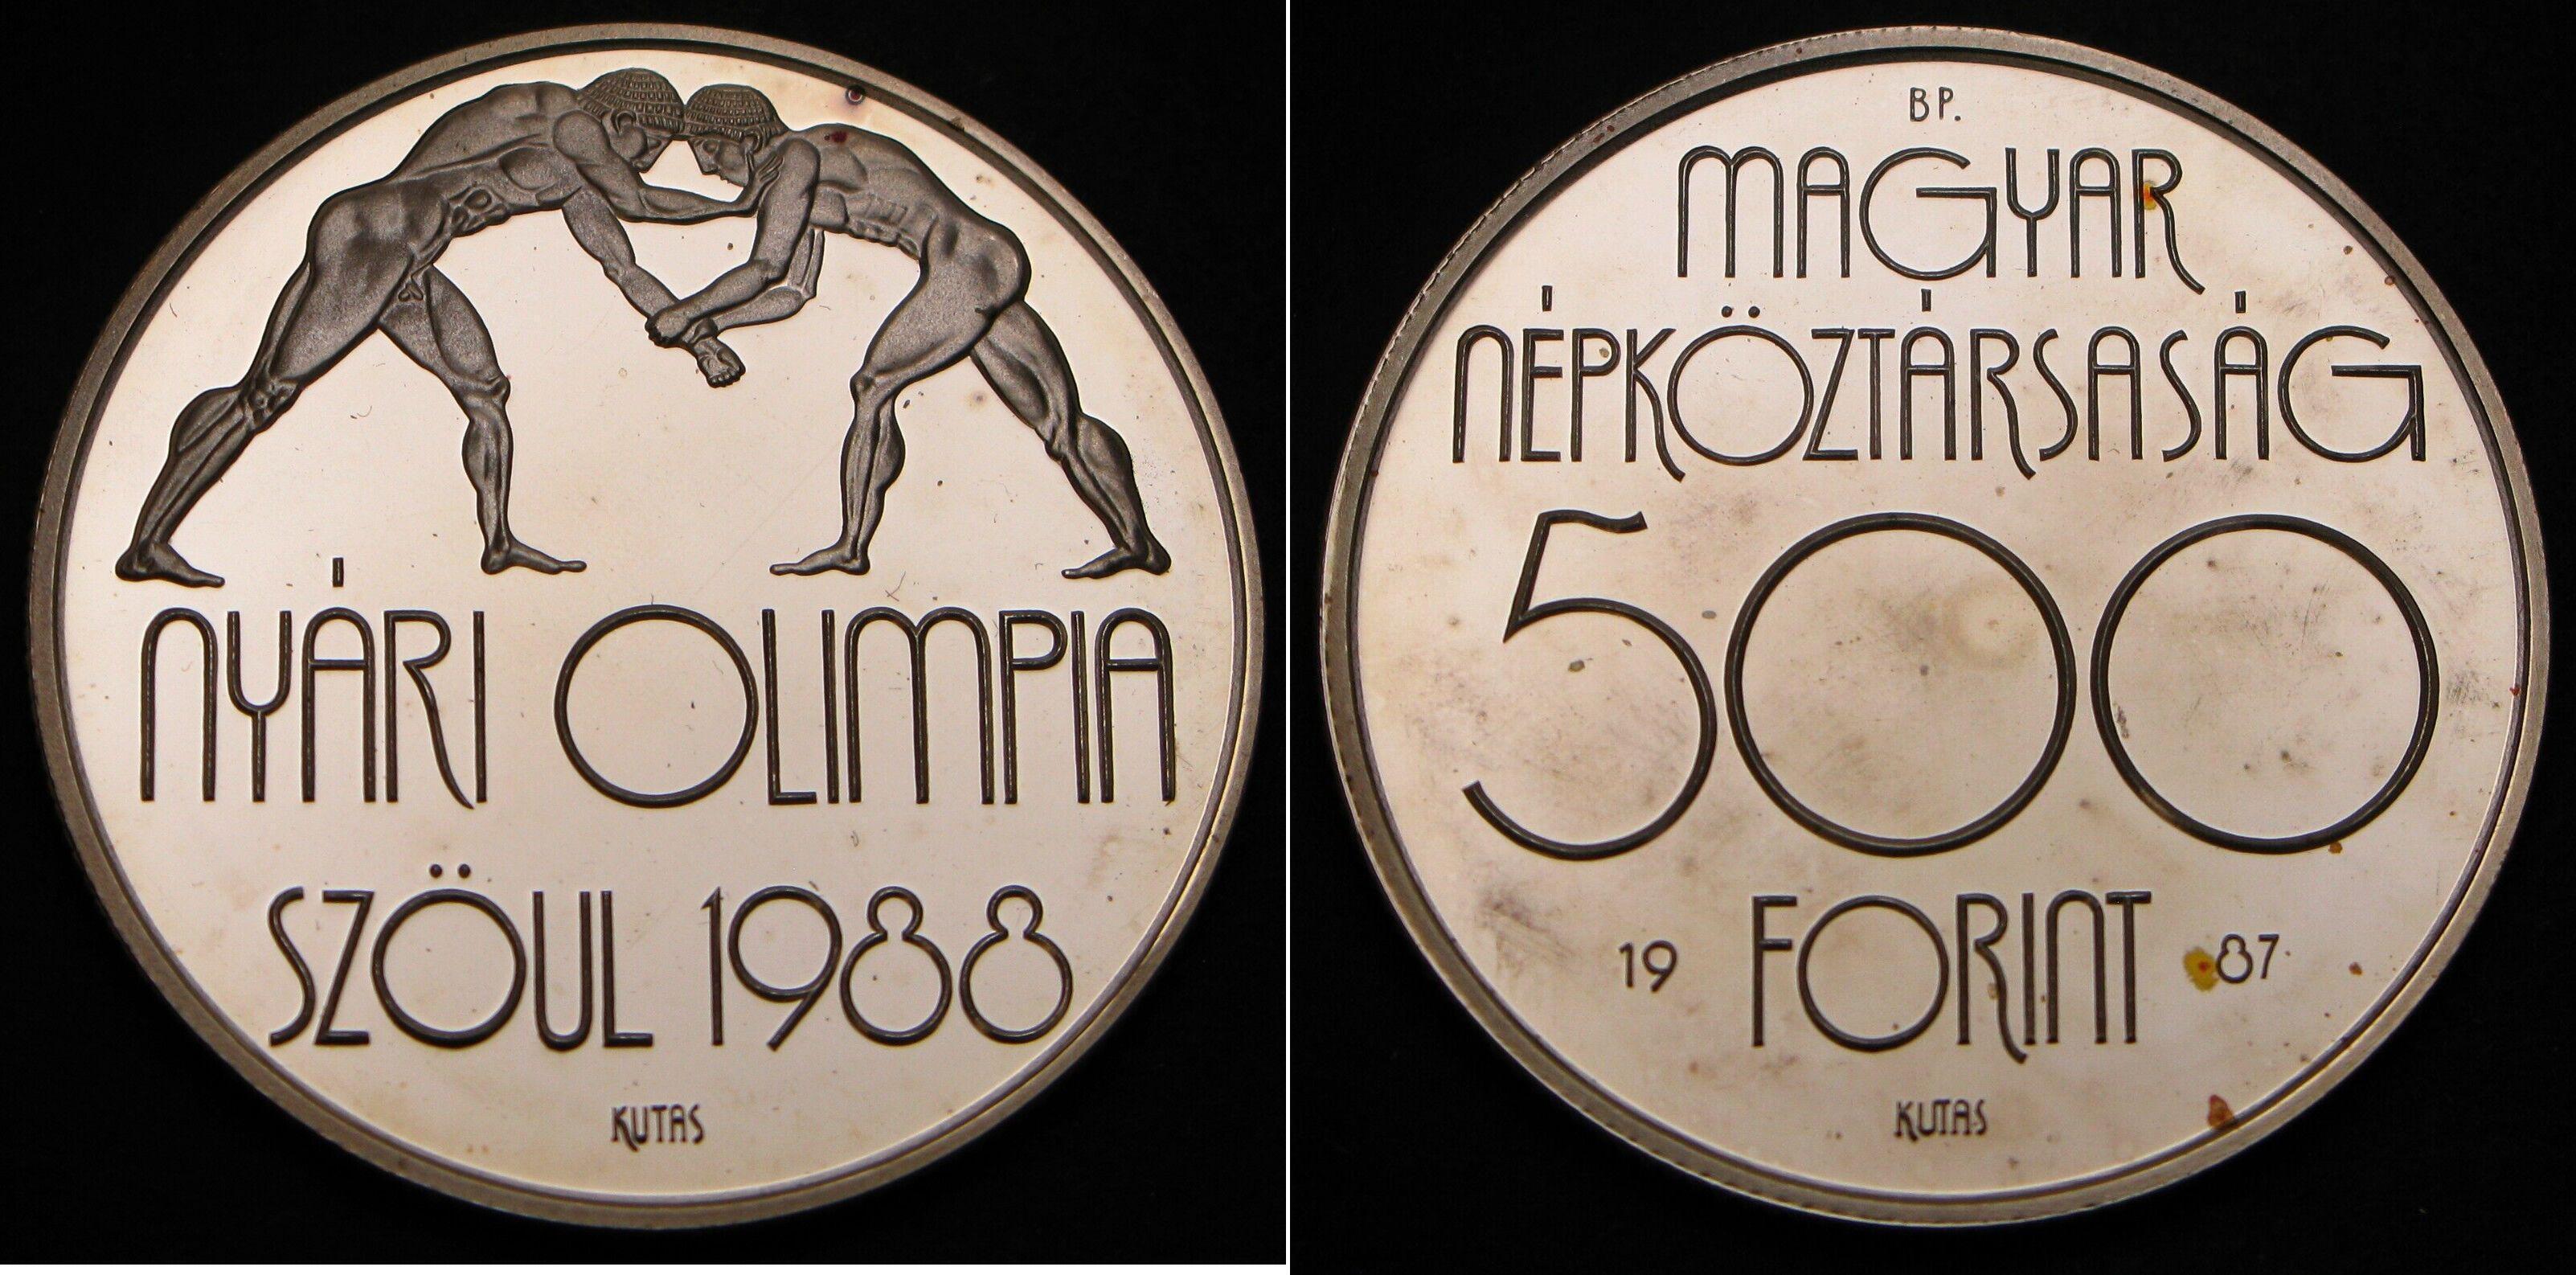 NYÁRI OLIMPIA
SZÖUL 1988
KUTAS
BP.
MAGYAR
NÉPKÖZTÁRSASÁG
500
19 FORINT 87
KUTAS